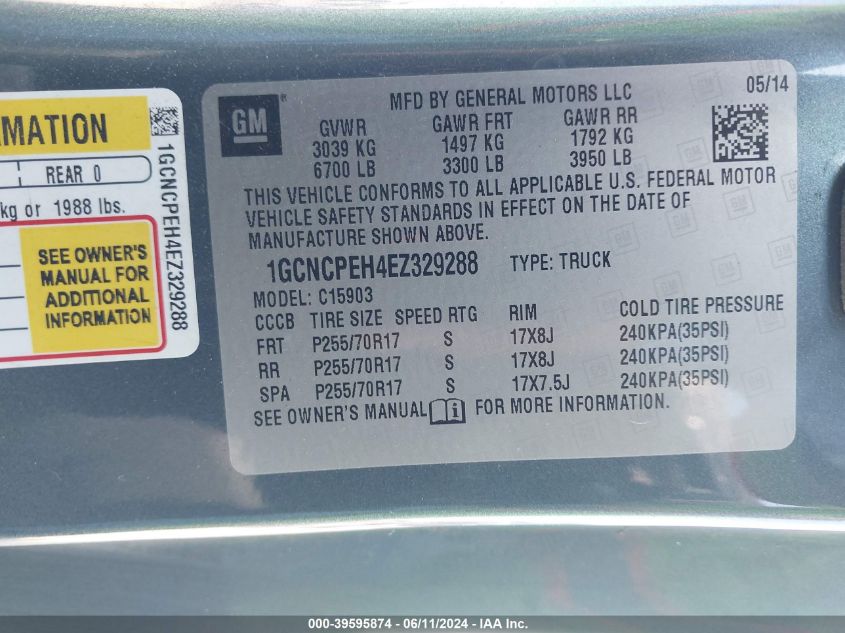 MATION
REAR 0
kg or 1988 lbs.
SEE OWNER'S
MANUAL FOR
ADDITIONAL
INFORMATION
1GCNCPEH4EZ329288
GM
MFD BY GENERAL MOTORS LLC
05/14
GVWR GAWR FRT GAWR RR
3039 KG 1497 KG 1792 KG
6700 LB 3300 LB 3950 LB
THIS VEHICLE CONFORMS TO ALL APPLICABLE U.S. FEDERAL MOTOR
VEHICLE SAFETY STANDARDS IN EFFECT ON THE DATE OF
MANUFACTURE SHOWN ABOVE.
1GCNCPEH4EZ329288 TYPE: TRUCK
MODEL: C15903
CCCB TIRE SIZE SPEED RTG RIM COLD TIRE PRESSURE
FRT P255/70R17 S 17X8J 240KPA(35PSI)
RR P255/70R17 S 17X8J 240KPA(35PSI)
SPA P255/70R17 S 17X7.5J 240KPA(35PSI)
SEE OWNER'S MANUAL FOR MORE INFORMATION.
000-39595874 - 06/11/2024 - IAA Inc.